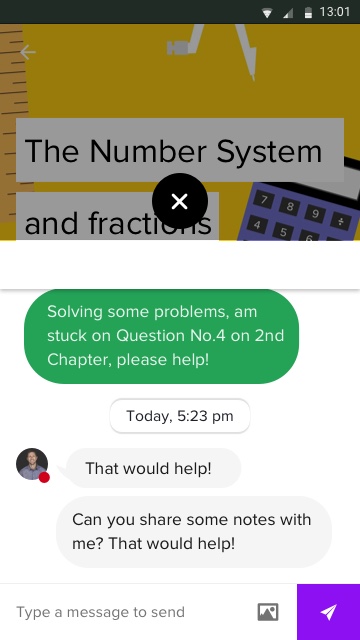 13:01
The Number System
and fractions
7 8 9 ÷
4 5 6
Solving some problems, am
stuck on Question No.4 on 2nd
Chapter, please help!
Today, 5:23 pm
That would help!
Can you share some notes with
me? That would help!
Type a message to send